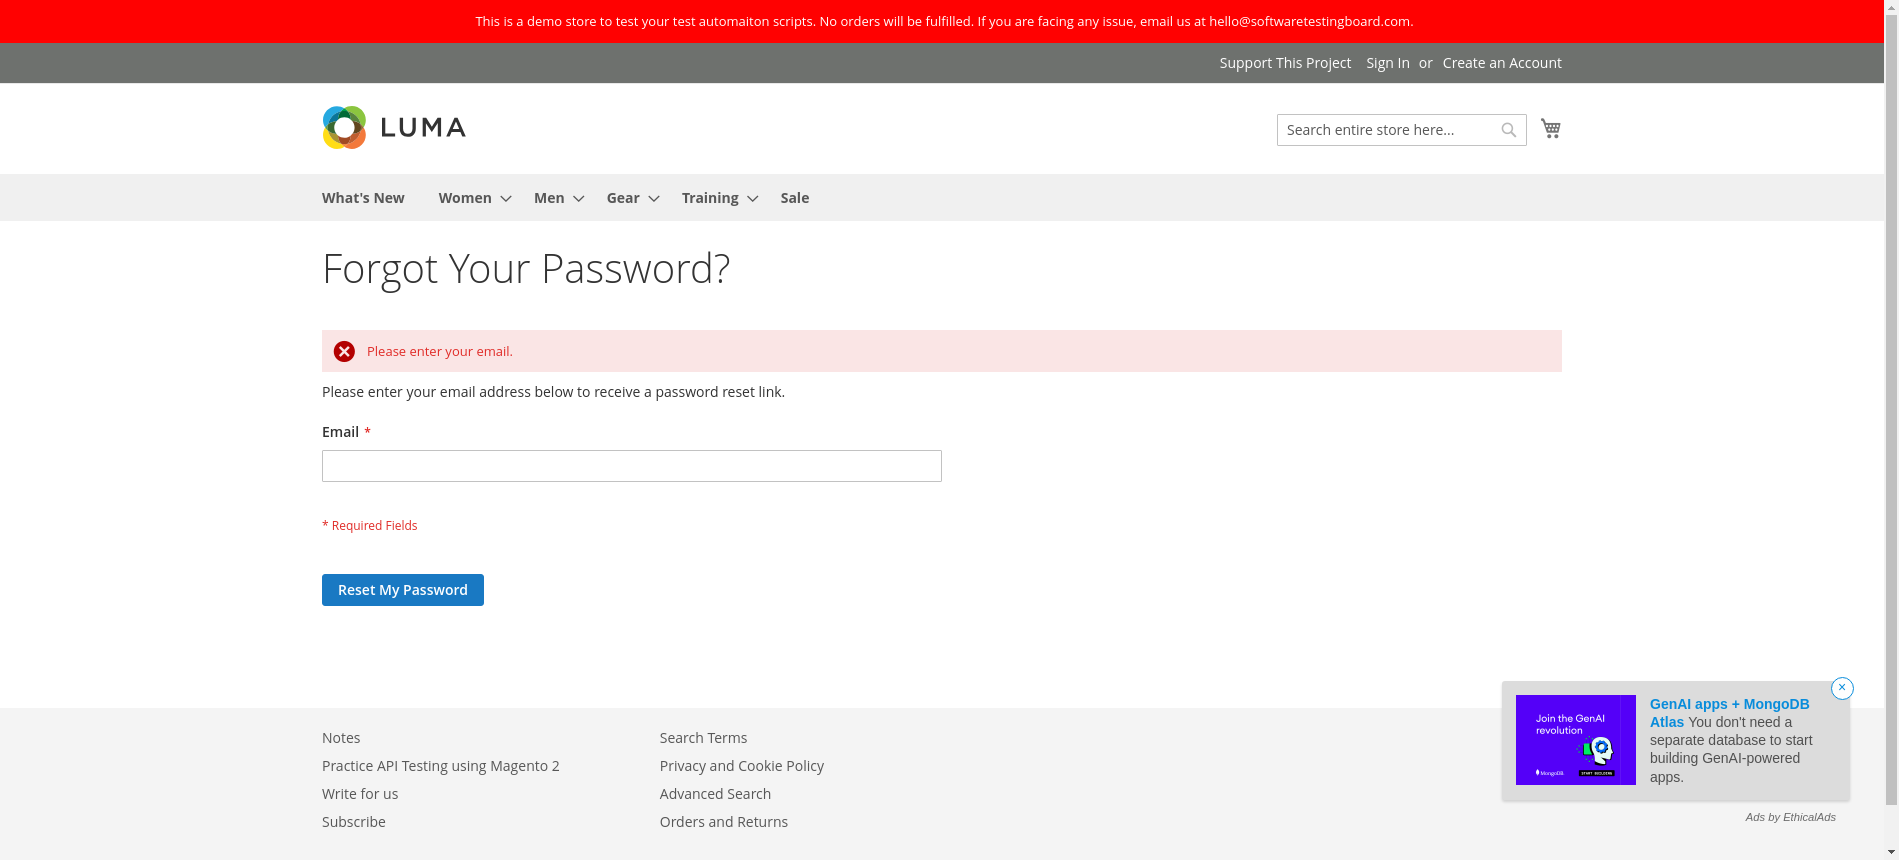 This is a demo store to test your test automaiton scripts. No orders will be fulfilled. If you are facing any issue, email us at hello@softwaretestingboard.com.
Support This Project Sign In or Create an Account
LUMA
Search entire store here...
What's New Women Men Gear Training Sale
Forgot Your Password?
Please enter your email.
Please enter your email address below to receive a password reset link.
Email *
* Required Fields
Reset My Password
Notes
Practice API Testing using Magento 2
Write for us
Subscribe
Search Terms
Privacy and Cookie Policy
Advanced Search
Orders and Returns
Join the GenAI
revolution
MongoDB
START BUILDING
GenAI apps + MongoDB
Atlas You don't need a
separate database to start
building GenAI-powered
apps.
Ads by EthicalAds